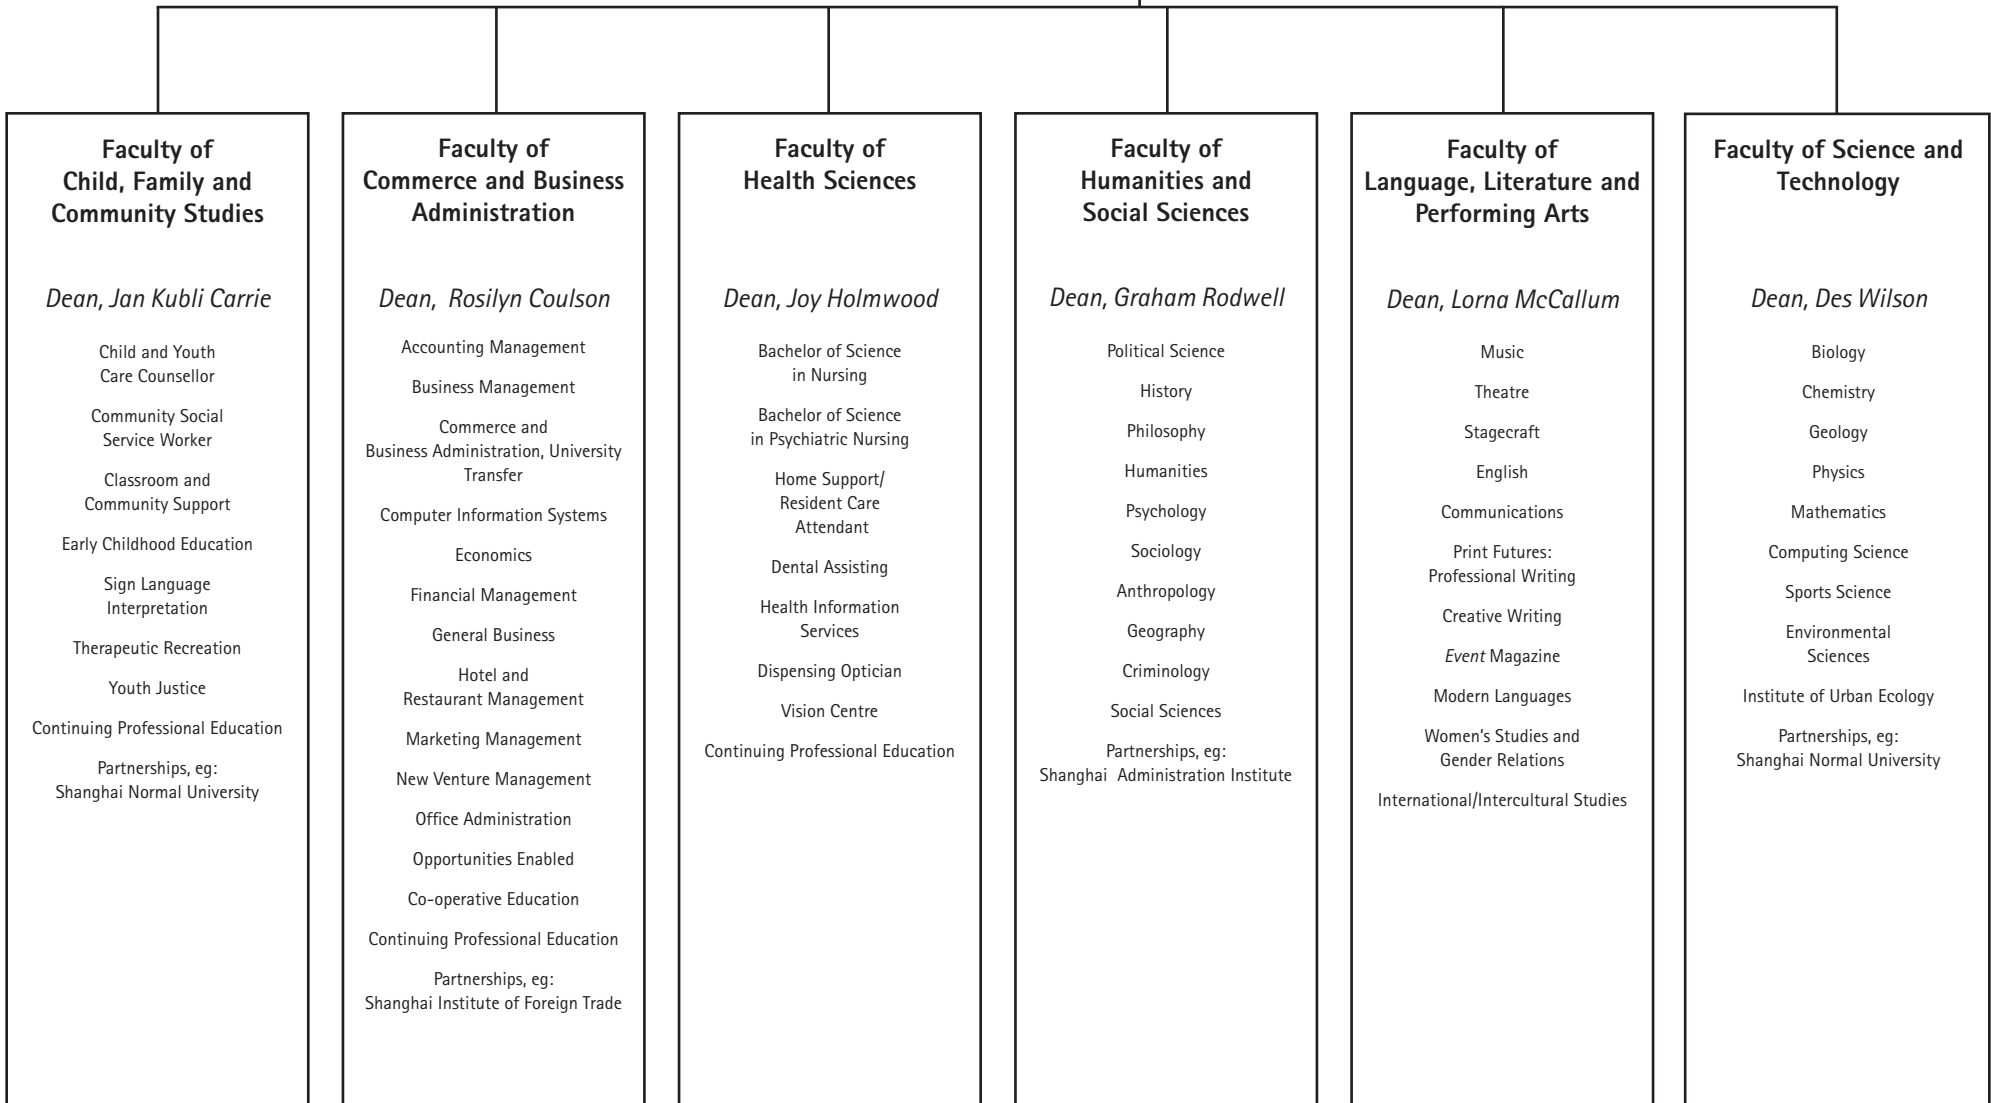 Faculty of
Child, Family and
Community Studies
Dean, Jan Kubli Carrie
Child and Youth
Care Counsellor
Community Social
Service Worker
Classroom and
Community Support
Early Childhood Education
Sign Language
Interpretation
Therapeutic Recreation
Youth Justice
Continuing Professional Education
Partnerships, eg:
Shanghai Normal University
Faculty of
Commerce and Business
Administration
Dean, Rosilyn Coulson
Accounting Management
Business Management
Commerce and
Business Administration, University
Transfer
Computer Information Systems
Economics
Financial Management
General Business
Hotel and
Restaurant Management
Marketing Management
New Venture Management
Office Administration
Opportunities Enabled
Co-operative Education
Continuing Professional Education
Partnerships, eg:
Shanghai Institute of Foreign Trade
Faculty of
Health Sciences
Dean, Joy Holmwood
Bachelor of Science
in Nursing
Bachelor of Science
in Psychiatric Nursing
Home Support/
Resident Care
Attendant
Dental Assisting
Health Information
Services
Dispensing Optician
Vision Centre
Continuing Professional Education
Faculty of
Humanities and
Social Sciences
Dean, Graham Rodwell
Political Science
History
Philosophy
Humanities
Psychology
Sociology
Anthropology
Geography
Criminology
Social Sciences
Partnerships, eg:
Shanghai Administration Institute
Faculty of
Language, Literature and
Performing Arts
Dean, Lorna McCallum
Music
Theatre
Stagecraft
English
Communications
Print Futures:
Professional Writing
Creative Writing
Event Magazine
Modern Languages
Women's Studies and
Gender Relations
International/Intercultural Studies
Faculty of Science and
Technology
Dean, Des Wilson
Biology
Chemistry
Geology
Physics
Mathematics
Computing Science
Sports Science
Environmental
Sciences
Institute of Urban Ecology
Partnerships, eg:
Shanghai Normal University